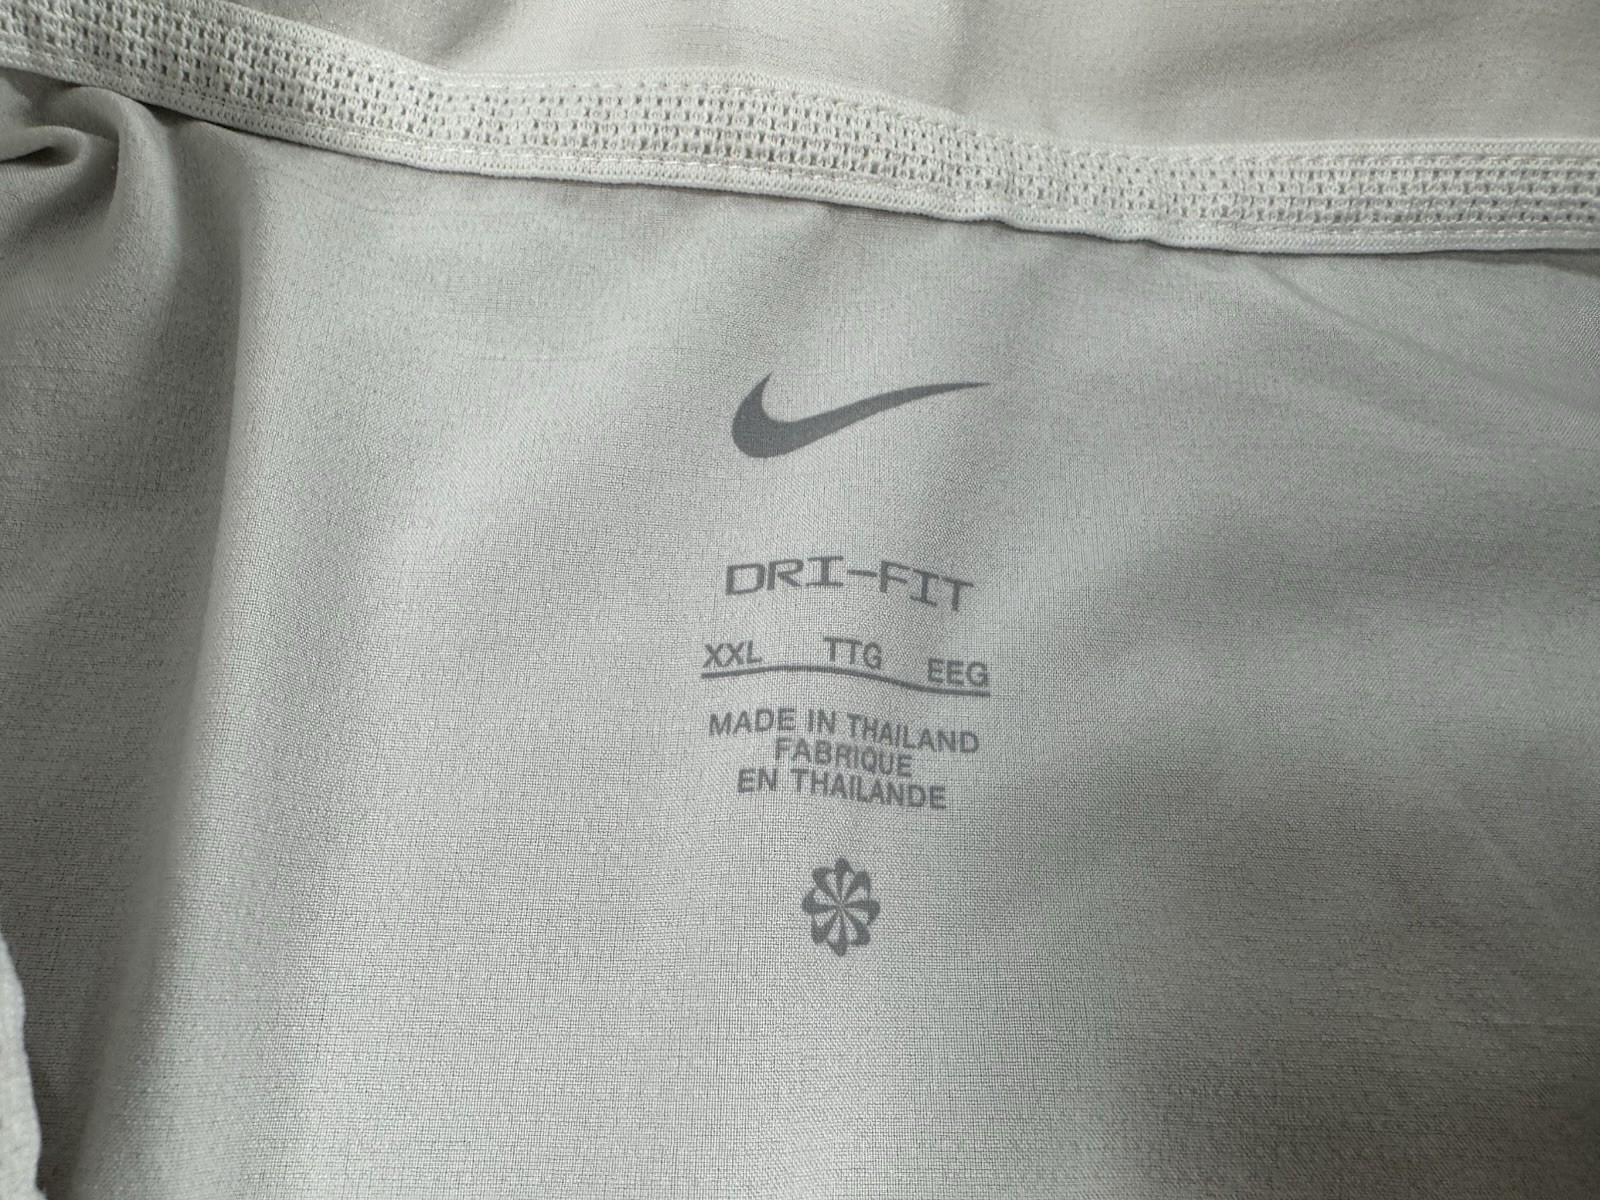 DRI-FIT
XXL TTG EEG
MADE IN THAILAND
FABRIQUE
EN THAILANDE